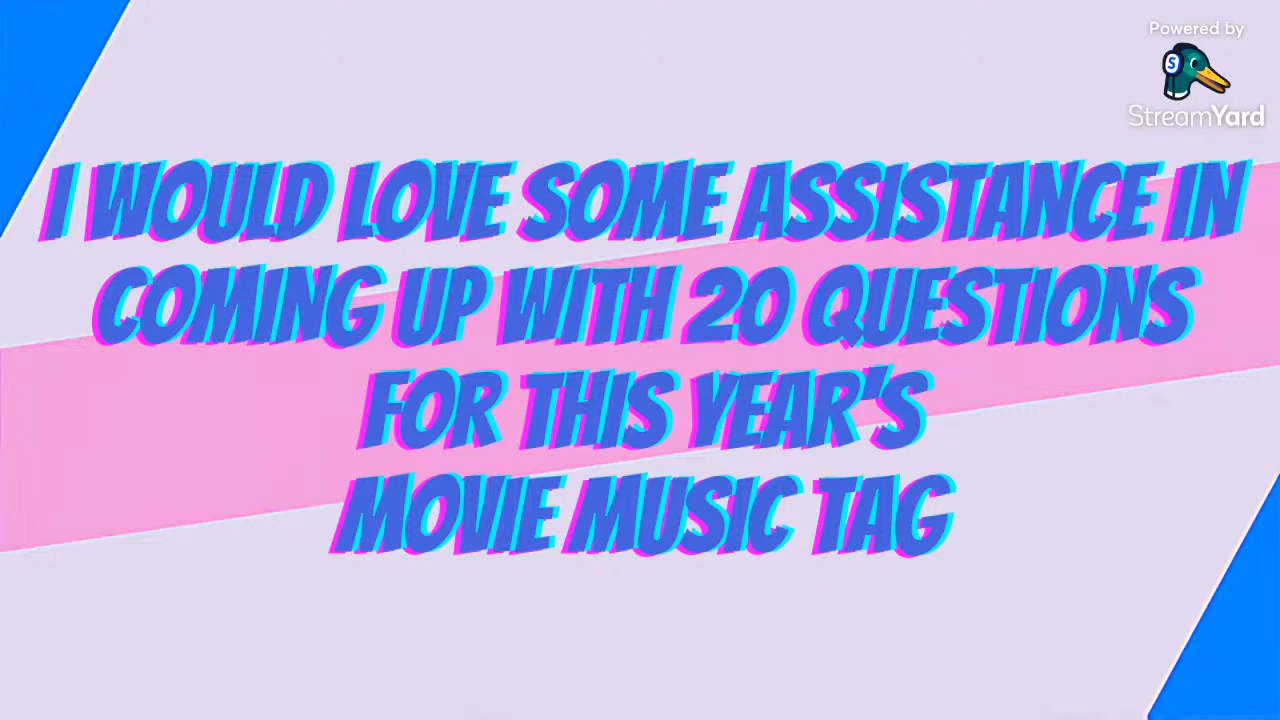 Powered by
S
StreamYard
I WOULD LOVE SOME ASSISTANCE IN
COMING UP WITH 20 QUESTIONS
FOR THIS YEAR'S
MOVIE MUSIC TAG